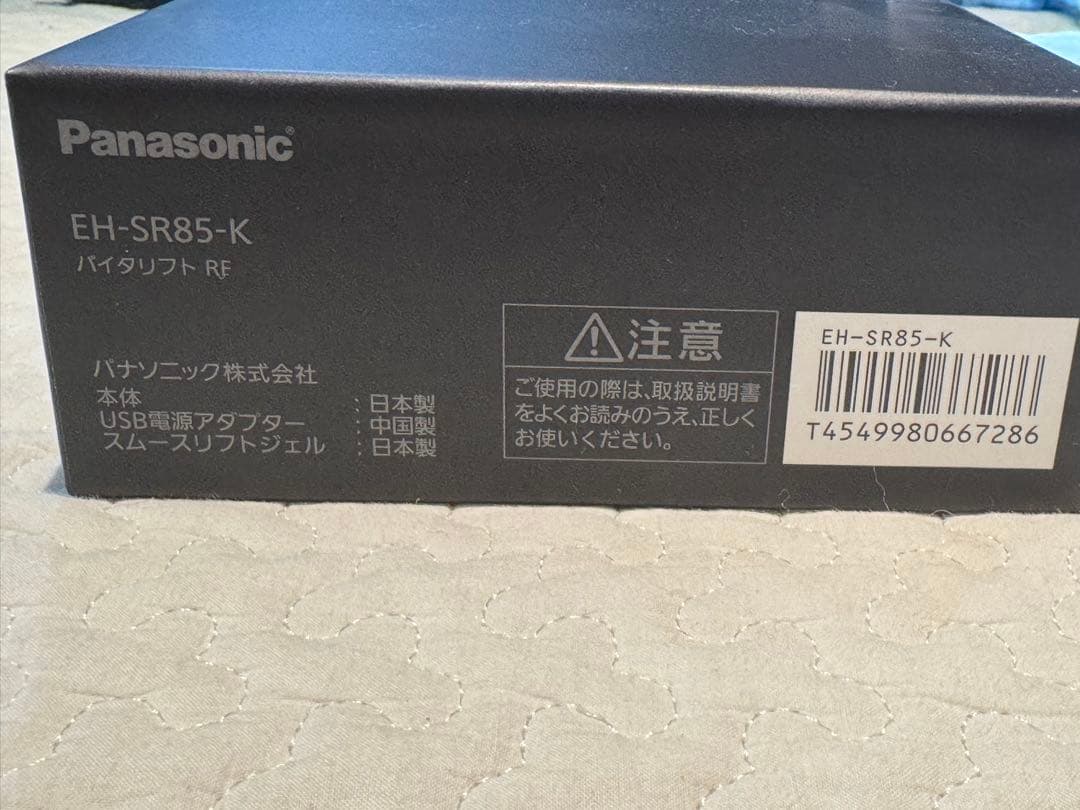 Panasonic®
EH-SR85-K
バイタリフト RF
パナソニック株式会社
本体 : 日本製
USB電源アダプター : 中国製
スムースリフトジェル : 日本製
注意
ご使用の際は、取扱説明書
をよくお読みのうえ、正しく
お使いください。
EH-SR85-K
T4549980667286